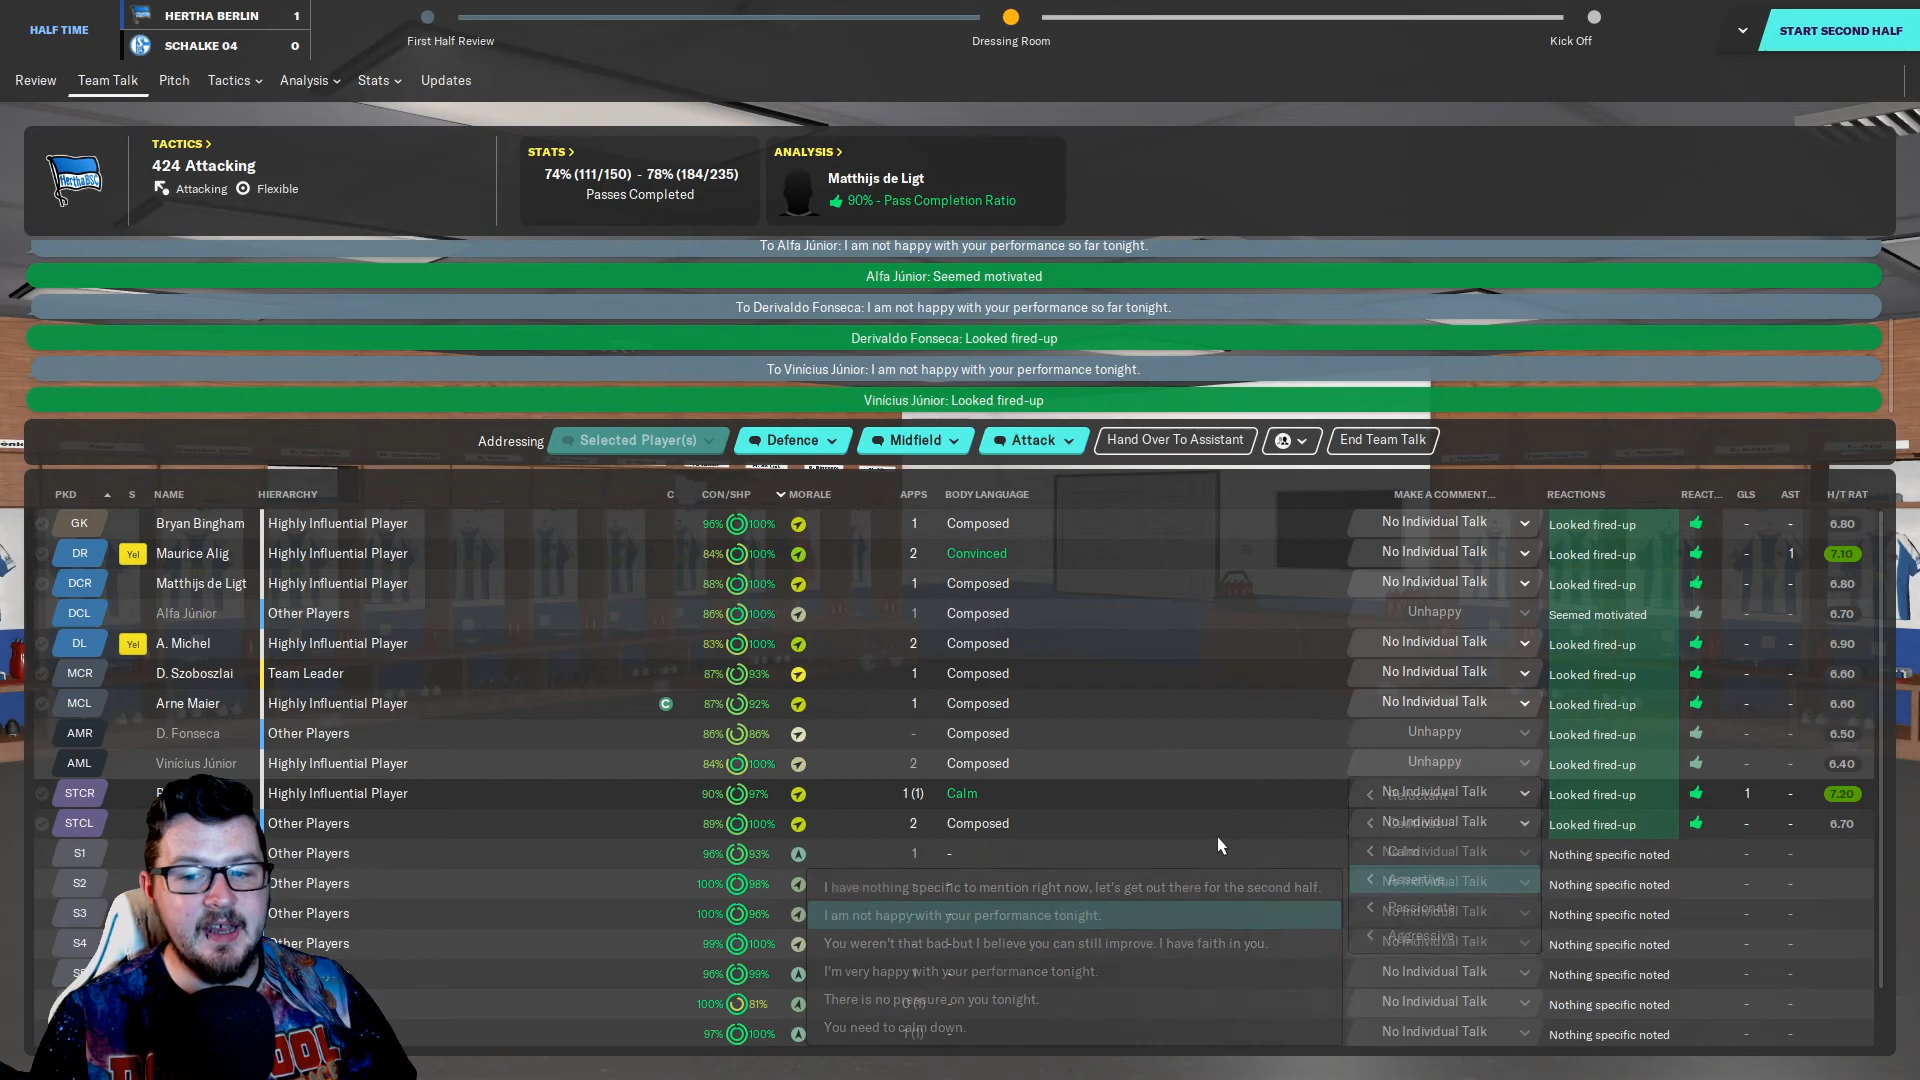 HALF TIME
HERTHA BERLIN 1
SCHALKE 04 0
First Half Review
Dressing Room
Kick Off
START SECOND HALF
Review Team Talk Pitch Tactics Analysis Stats Updates
TACTICS >
424 Attacking
Attacking Flexible
STATS >
74% (111/150) - 78% (184/235)
Passes Completed
ANALYSIS >
Matthijs de Ligt
90% - Pass Completion Ratio
To Alfa Júnior: I am not happy with your performance so far tonight.
Alfa Júnior: Seemed motivated
To Derivaldo Fonseca: I am not happy with your performance so far tonight.
Derivaldo Fonseca: Looked fired-up
To Vinícius Júnior: I am not happy with your performance tonight.
Vinícius Júnior: Looked fired-up
Addressing Selected Player(s) Defence Midfield Attack Hand Over To Assistant End Team Talk
PKD S NAME HIERARCHY C CON/SHP MORALE APPS BODY LANGUAGE MAKE A COMMENT... REACTIONS REACT... GLS AST H/T RAT
GK Bryan Bingham Highly Influential Player 96% 100% 1 Composed No Individual Talk Looked fired-up - - 6.80
DR Yel Maurice Alig Highly Influential Player 84% 100% 2 Convinced No Individual Talk Looked fired-up - 1 7.10
DCR Matthijs de Ligt Highly Influential Player 88% 100% 1 Composed No Individual Talk Looked fired-up - - 6.80
DCL Alfa Júnior Other Players 86% 100% 1 Composed Unhappy Seemed motivated - - 6.70
DL Yel A. Michel Highly Influential Player 83% 100% 2 Composed No Individual Talk Looked fired-up - - 6.90
MCR D. Szoboszlai Team Leader 87% 93% 1 Composed No Individual Talk Looked fired-up - - 6.60
MCL Arne Maier Highly Influential Player C 87% 92% 1 Composed No Individual Talk Looked fired-up - - 6.60
AMR D. Fonseca Other Players 86% 86% - Composed Unhappy Looked fired-up - - 6.50
AML Vinícius Júnior Highly Influential Player 84% 100% 2 Composed Unhappy Looked fired-up - - 6.40
STCR Highly Influential Player 90% 97% 1 (1) Calm No Individual Talk Looked fired-up 1 - 7.20
STCL Other Players 89% 100% 2 Composed No Individual Talk Looked fired-up - - 6.70
S1 Other Players 96% 93% 1 - No Individual Talk Calm Nothing specific noted - -
S2 Other Players 100% 98% No Individual Talk Assertive Nothing specific noted - -
I have nothing specific to mention right now, let's get out there for the second half.
S3 Other Players 100% 96% No Individual Talk Passionate Nothing specific noted - -
I am not happy with your performance tonight.
S4 Other Players 99% 100% No Individual Talk Aggressive Nothing specific noted - -
You weren't that bad but I believe you can still improve. I have faith in you.
96% 99% No Individual Talk Nothing specific noted - -
I'm very happy with your performance tonight.
100% 81% 0 (1) No Individual Talk Nothing specific noted - -
There is no pressure on you tonight.
97% 100% 1 (1) No Individual Talk Nothing specific noted - -
You need to calm down.